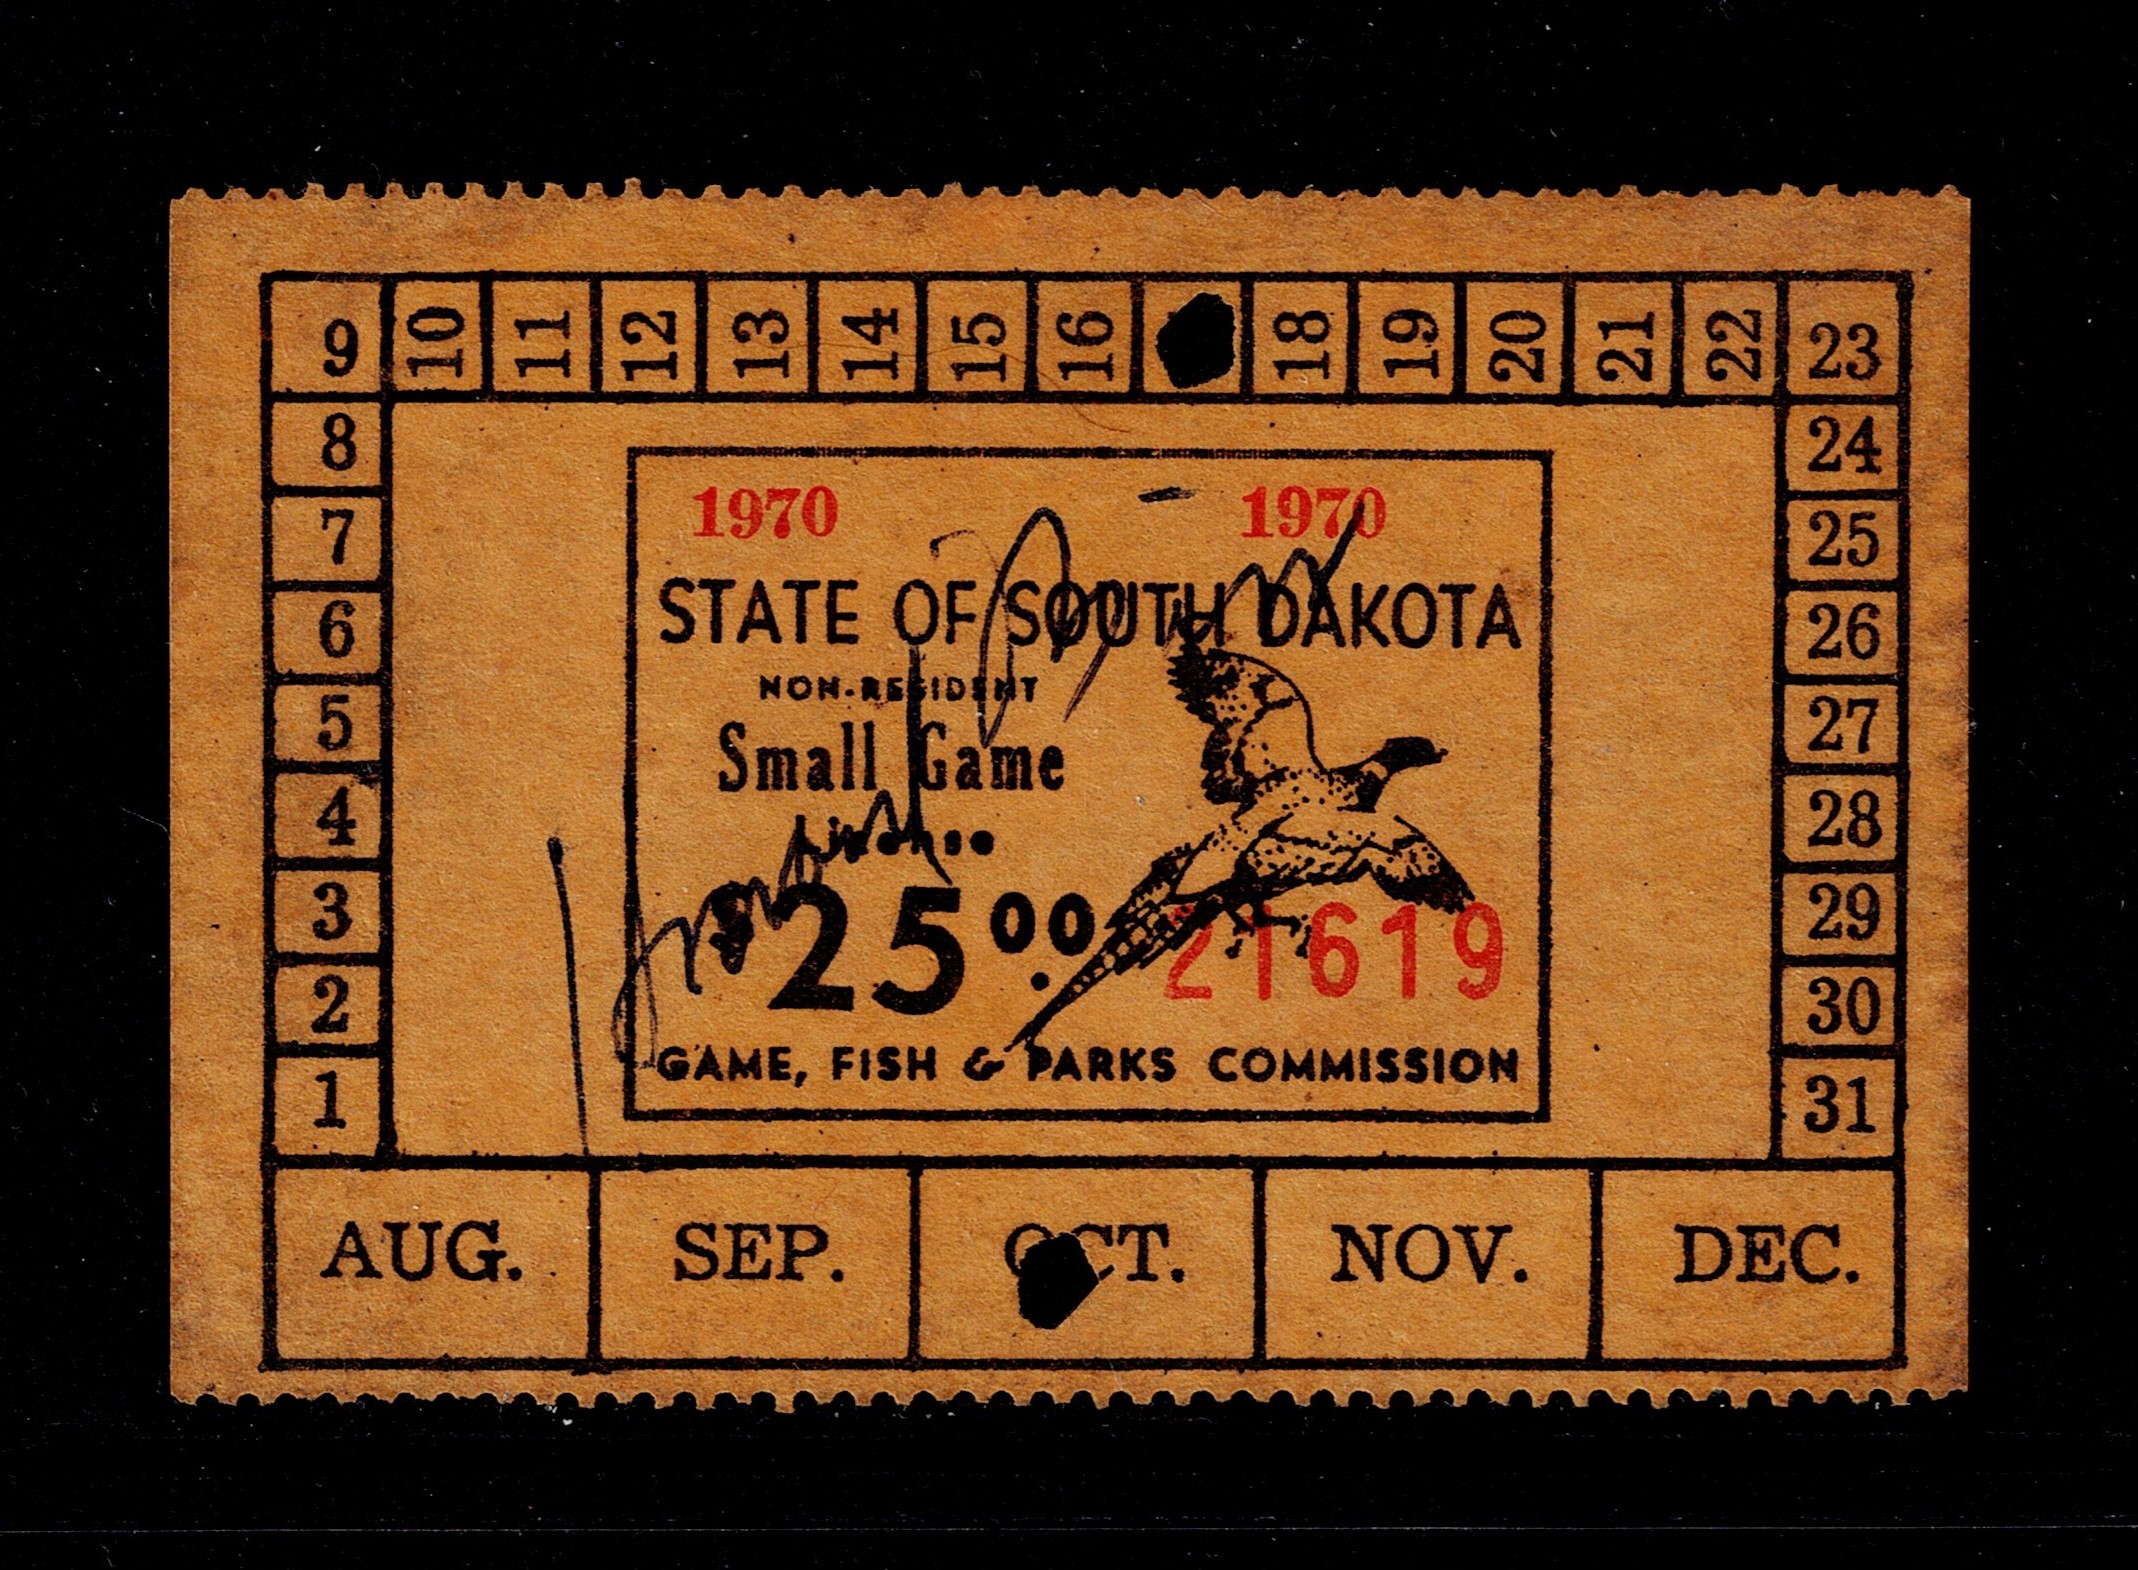 9 10 11 12 13 14 15 16 18 19 20 21 22 23
8 24
7 25
6 26
5 27
4 28
3 29
2 30
1 31
1970 1970
STATE OF SOUTH DAKOTA
NON-RESIDENT
Small Game
License
$25.00 21619
GAME, FISH & PARKS COMMISSION
AUG. SEP. OCT. NOV. DEC.